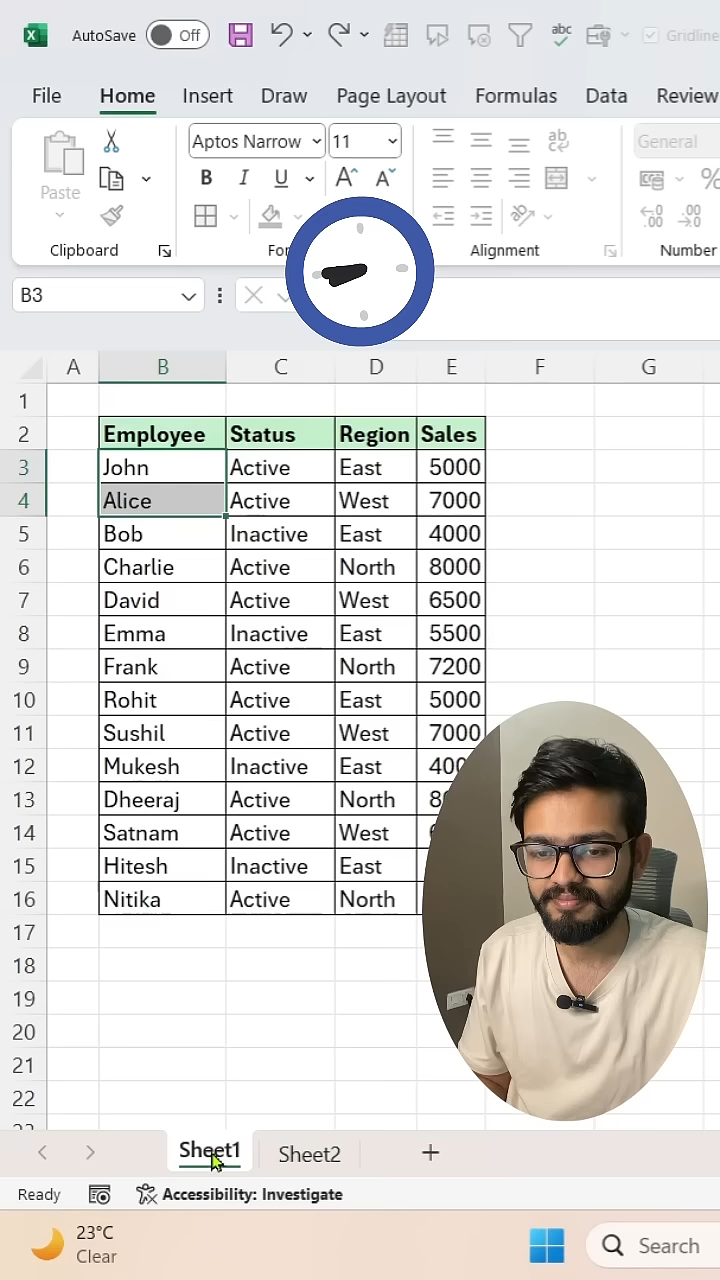 AutoSave Off abc Gridline
File Home Insert Draw Page Layout Formulas Data Review
Paste Aptos Narrow 11 B I U A A ab General %
Clipboard Alignment Number
B3
A B C D E F G
1
2 Employee Status Region Sales
3 John Active East 5000
4 Alice Active West 7000
5 Bob Inactive East 4000
6 Charlie Active North 8000
7 David Active West 6500
8 Emma Inactive East 5500
9 Frank Active North 7200
10 Rohit Active East 5000
11 Sushil Active West 7000
12 Mukesh Inactive East
13 Dheeraj Active North
14 Satnam Active West
15 Hitesh Inactive East
16 Nitika Active North
17
18
19
20
21
22
Sheet1 Sheet2 +
Ready Accessibility: Investigate
23°C
Clear
Search